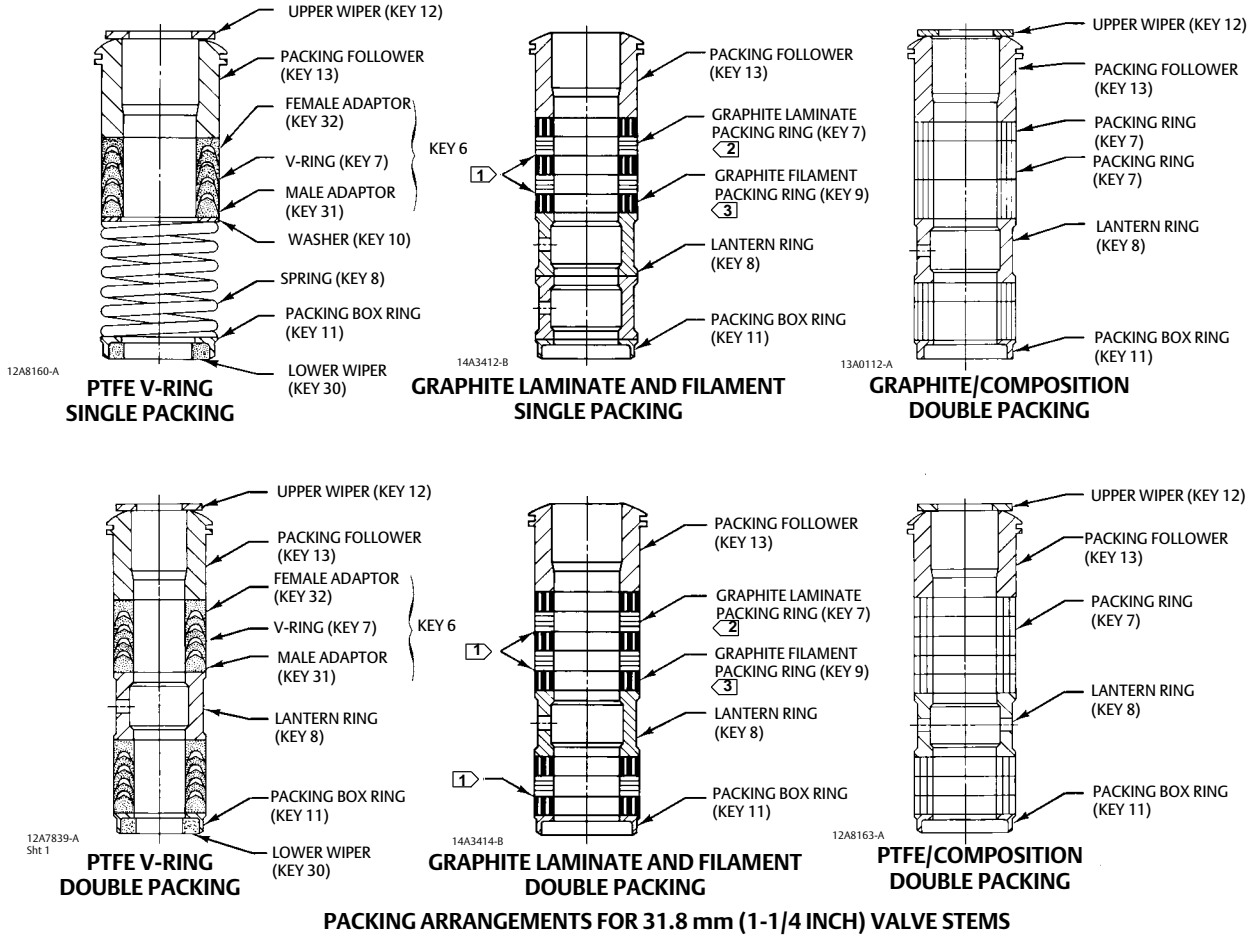 UPPER WIPER (KEY 12)
PACKING FOLLOWER
(KEY 13)
FEMALE ADAPTOR
(KEY 32)
V-RING (KEY 7)
KEY 6
MALE ADAPTOR
(KEY 31)
WASHER (KEY 10)
SPRING (KEY 8)
PACKING BOX RING
(KEY 11)
LOWER WIPER
(KEY 30)
12A8160-A
PTFE V-RING
SINGLE PACKING
PACKING FOLLOWER
(KEY 13)
GRAPHITE LAMINATE
PACKING RING (KEY 7)
2
1
GRAPHITE FILAMENT
PACKING RING (KEY 9)
3
LANTERN RING
(KEY 8)
PACKING BOX RING
(KEY 11)
14A3412-B
GRAPHITE LAMINATE AND FILAMENT
SINGLE PACKING
UPPER WIPER (KEY 12)
PACKING FOLLOWER
(KEY 13)
PACKING RING
(KEY 7)
PACKING RING
(KEY 7)
LANTERN RING
(KEY 8)
PACKING BOX RING
(KEY 11)
13A0112-A
GRAPHITE/COMPOSITION
DOUBLE PACKING
UPPER WIPER (KEY 12)
PACKING FOLLOWER
(KEY 13)
FEMALE ADAPTOR
(KEY 32)
V-RING (KEY 7)
KEY 6
MALE ADAPTOR
(KEY 31)
LANTERN RING
(KEY 8)
PACKING BOX RING
(KEY 11)
LOWER WIPER
(KEY 30)
12A7839-A
Sht 1
PTFE V-RING
DOUBLE PACKING
PACKING FOLLOWER
(KEY 13)
GRAPHITE LAMINATE
PACKING RING (KEY 7)
2
1
GRAPHITE FILAMENT
PACKING RING (KEY 9)
3
LANTERN RING
(KEY 8)
1
PACKING BOX RING
(KEY 11)
14A3414-B
GRAPHITE LAMINATE AND FILAMENT
DOUBLE PACKING
UPPER WIPER (KEY 12)
PACKING FOLLOWER
(KEY 13)
PACKING RING
(KEY 7)
LANTERN RING
(KEY 8)
PACKING BOX RING
(KEY 11)
12A8163-A
PTFE/COMPOSITION
DOUBLE PACKING
PACKING ARRANGEMENTS FOR 31.8 mm (1-1/4 INCH) VALVE STEMS